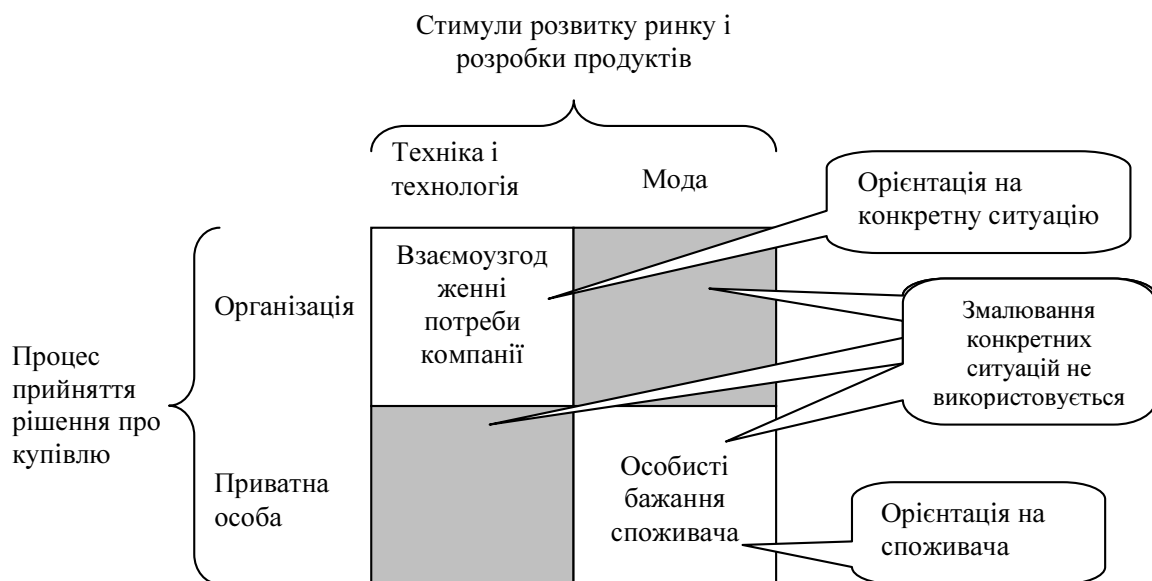 Стимули розвитку ринку і
розробки продуктів
Техніка і
технологія
Мода
Орієнтація на
конкретну ситуацію
Взаємоузгод
женні
потреби
компанії
Організація
Змалювання
конкретних
ситуацій не
використовується
Процес
прийняття
рішення про
купівлю
Приватна
особа
Особисті
бажання
споживача
Орієнтація на
споживача